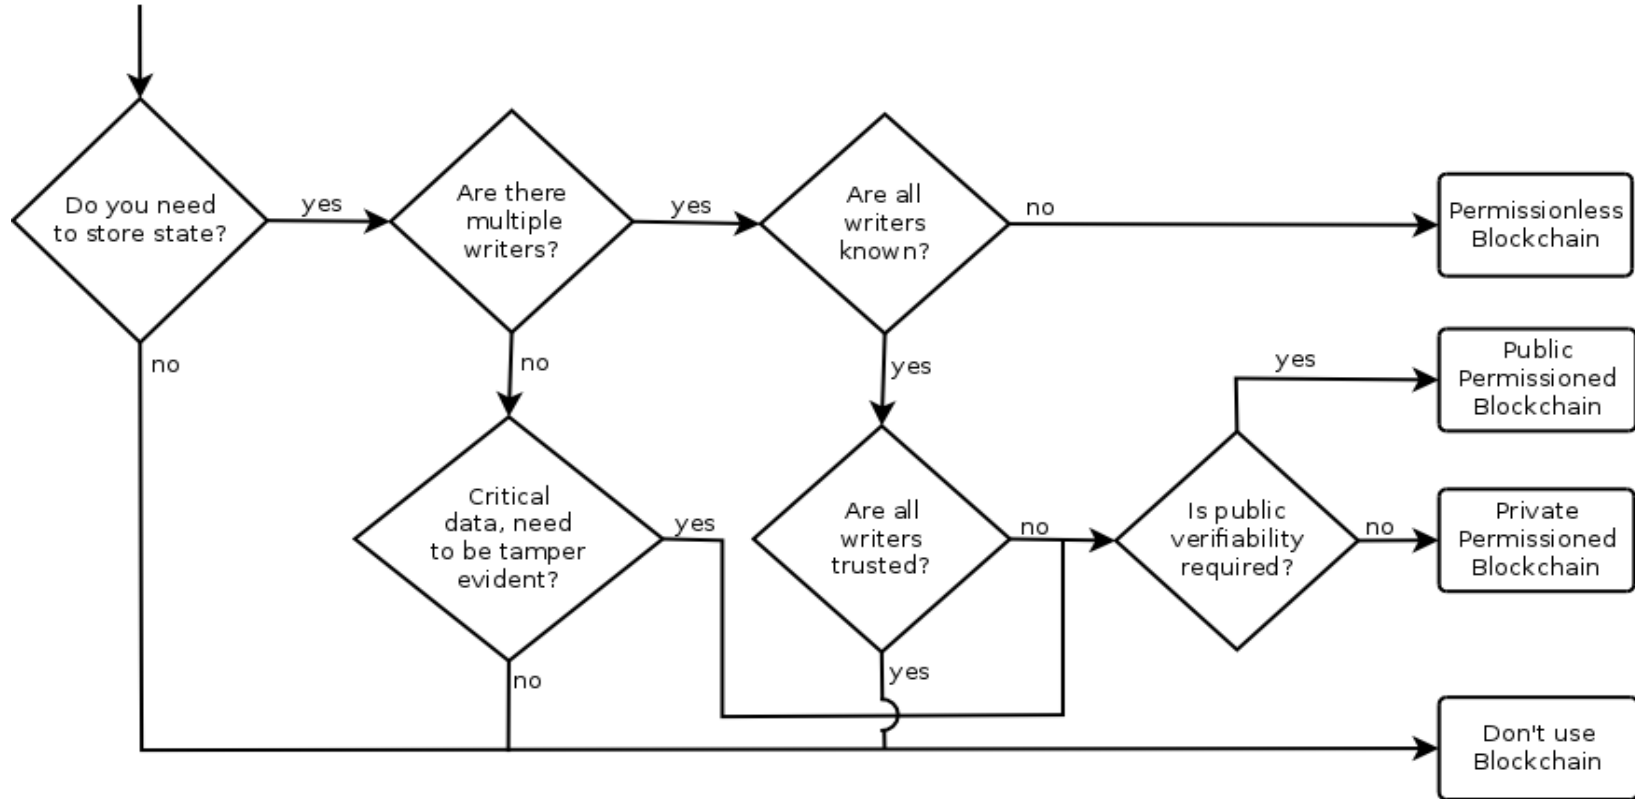 Do you need
to store state?
yes
Are there
multiple
writers?
yes
Are all
writers
known?
no
Permissionless
Blockchain
no
no
yes
yes
Public
Permissioned
Blockchain
Critical
data, need
to be tamper
evident?
yes
Are all
writers
trusted?
no
Is public
verifiability
required?
no
Private
Permissioned
Blockchain
no
yes
Don't use
Blockchain